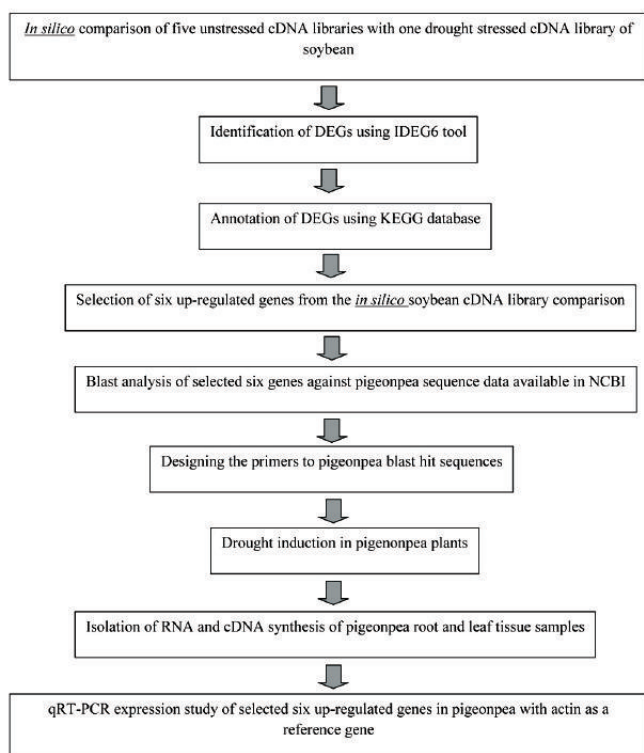 In silico comparison of five unstressed cDNA libraries with one drought stressed cDNA library of
soybean
Identification of DEGs using IDEG6 tool
Annotation of DEGs using KEGG database
Selection of six up-regulated genes from the in silico soybean cDNA library comparison
Blast analysis of selected six genes against pigeonpea sequence data available in NCBI
Designing the primers to pigeonpea blast hit sequences
Drought induction in pigenonpea plants
Isolation of RNA and cDNA synthesis of pigeonpea root and leaf tissue samples
qRT-PCR expression study of selected six up-regulated genes in pigeonpea with actin as a
reference gene